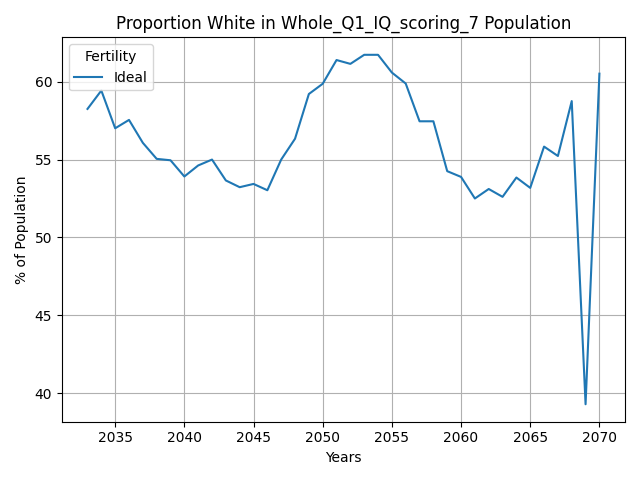 Proportion White in Whole_Q1_IQ_scoring_7 Population
Fertility
Ideal
% of Population
60
55
50
45
40
2035 2040 2045 2050 2055 2060 2065 2070
Years